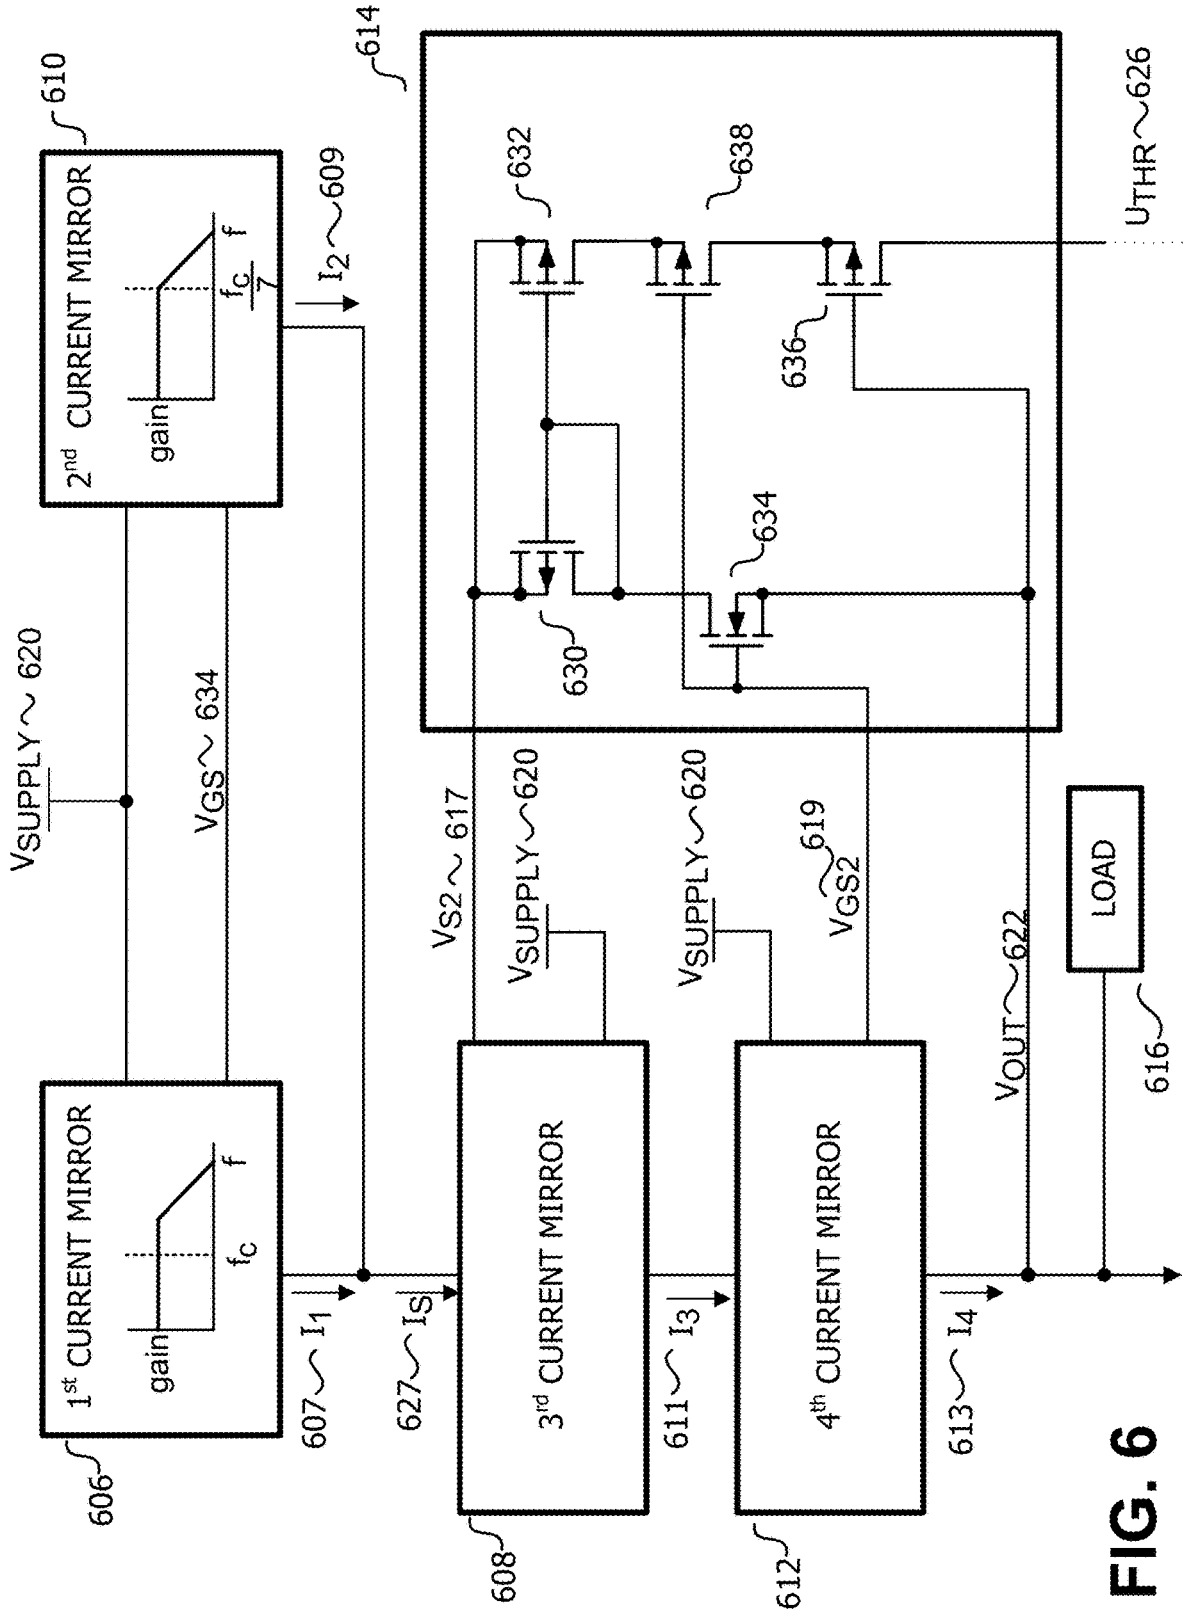 606
1st CURRENT MIRROR
gain
fC
f
VSUPPLY~620
VGS~634
2nd CURRENT MIRROR
gain
fC
7
f
610
607~I1
I2~609
627~IS
608
3rd CURRENT MIRROR
VS2~617
VSUPPLY~620
611~I3
612
4th CURRENT MIRROR
VSUPPLY~620
619
VGS2
613~I4
VOUT~622
614
630
632
634
638
636
UTHR~626
LOAD
616
FIG. 6